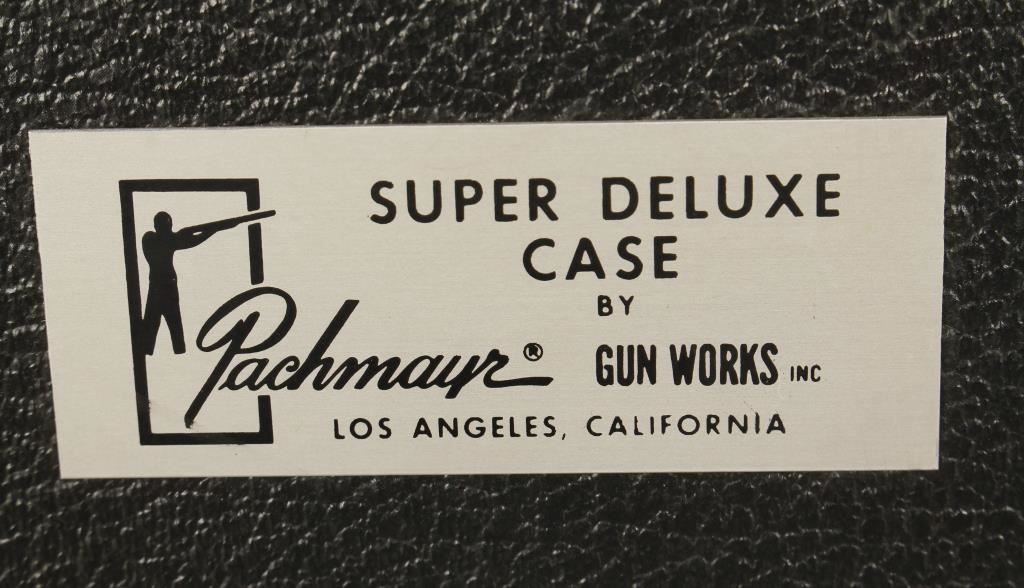 SUPER DELUXE
CASE
BY
Pachmayr® GUN WORKS INC
LOS ANGELES, CALIFORNIA